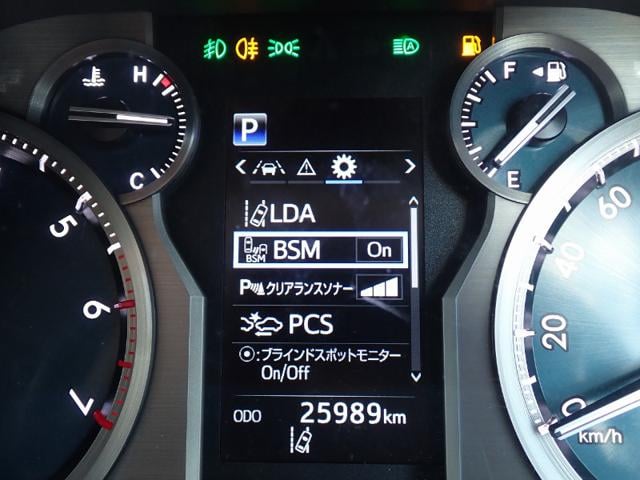 A
H
C
F
E
P
LDA
BSM
BSM On
P クリアランスソナー
PCS
:ブラインドスポットモニター
On/Off
ODO 25989km
5
6
7
60
40
20
0
km/h